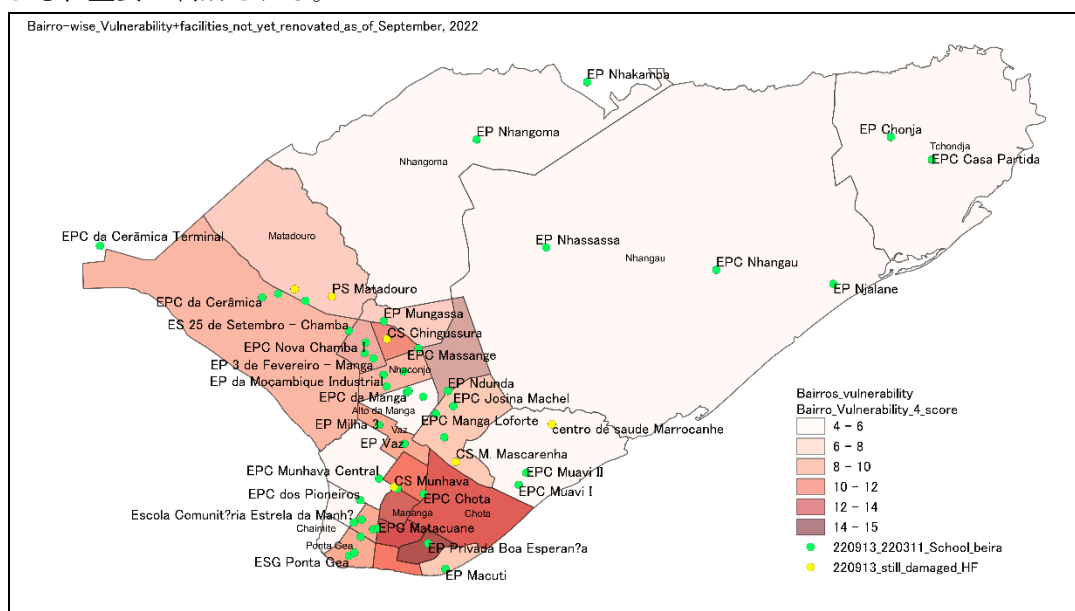 Bairro-wise_Vulnerability+facilities_not_yet_renovated_as_of_September, 2022
EP Nhakamba
EP Nhangoma
Nhangoma
EP Chonja
Tchondja
EPC Casa Partida
Matadouro
EPC da Cerãmica Terminal
EP Nhassassa
Nhangau
EPC Nhangau
EP Njalane
PS Matadouro
EPC da Cerâmica
EP Mungassa
ES 25 de Setembro - Chamba
CS Chingussura
EPC Nova Chamba I
EPC Massange
EP 3 de Fevereiro - Manga
Nhaconjo
EP da Moçambique Industrial
EP Ndunda
EPC da Manga
EPC Josina Machel
Alto da Manga
EPC Manga Loforte
EP Milha 3
Vaz
centro de saude Marrocanhe
EP Vaz
CS M. Mascarenha
EPC Munhava Central
EPC Muavi II
CS Munhava
EPC Muavi I
EPC dos Pioneiros
EPC Chota
Escola Comunit?ria Estrela da Manh?
Mananga
Chota
Chaimite
EPC Matacuane
Ponta Gea
EP Privada Boa Esperan?a
ESG Ponta Gea
EP Macuti
Bairros_vulnerability
Bairro_Vulnerability_4_score
4 - 6
6 - 8
8 - 10
10 - 12
12 - 14
14 - 15
220913_220311_School_beira
220913_still_damaged_HF